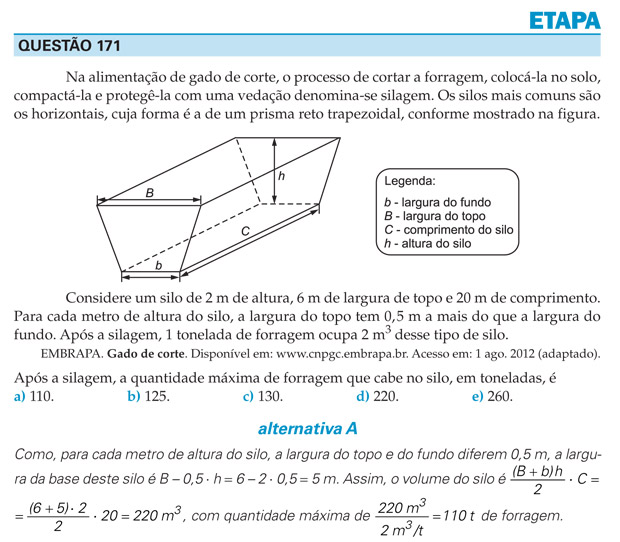 ETAPA
QUESTÃO 171
Na alimentação de gado de corte, o processo de cortar a forragem, colocá-la no solo,
compactá-la e protegê-la com uma vedação denomina-se silagem. Os silos mais comuns são
os horizontais, cuja forma é a de um prisma reto trapezoidal, conforme mostrado na figura.
B
h
C
b
Legenda:
b - largura do fundo
B - largura do topo
C - comprimento do silo
h - altura do silo
Considere um silo de 2 m de altura, 6 m de largura de topo e 20 m de comprimento.
Para cada metro de altura do silo, a largura do topo tem 0,5 m a mais do que a largura do
fundo. Após a silagem, 1 tonelada de forragem ocupa 2 m³ desse tipo de silo.
EMBRAPA. Gado de corte. Disponível em: www.cnpgc.embrapa.br. Acesso em: 1 ago. 2012 (adaptado).
Após a silagem, a quantidade máxima de forragem que cabe no silo, em toneladas, é
a) 110. b) 125. c) 130. d) 220. e) 260.
alternativa A
Como, para cada metro de altura do silo, a largura do topo e do fundo diferem 0,5 m, a largu-
ra da base deste silo é B – 0,5 · h = 6 – 2 · 0,5 = 5 m. Assim, o volume do silo é (B + b)h / 2 · C =
= (6 + 5) · 2 / 2 · 20 = 220 m³, com quantidade máxima de 220 m³ / 2 m³/t = 110 t de forragem.